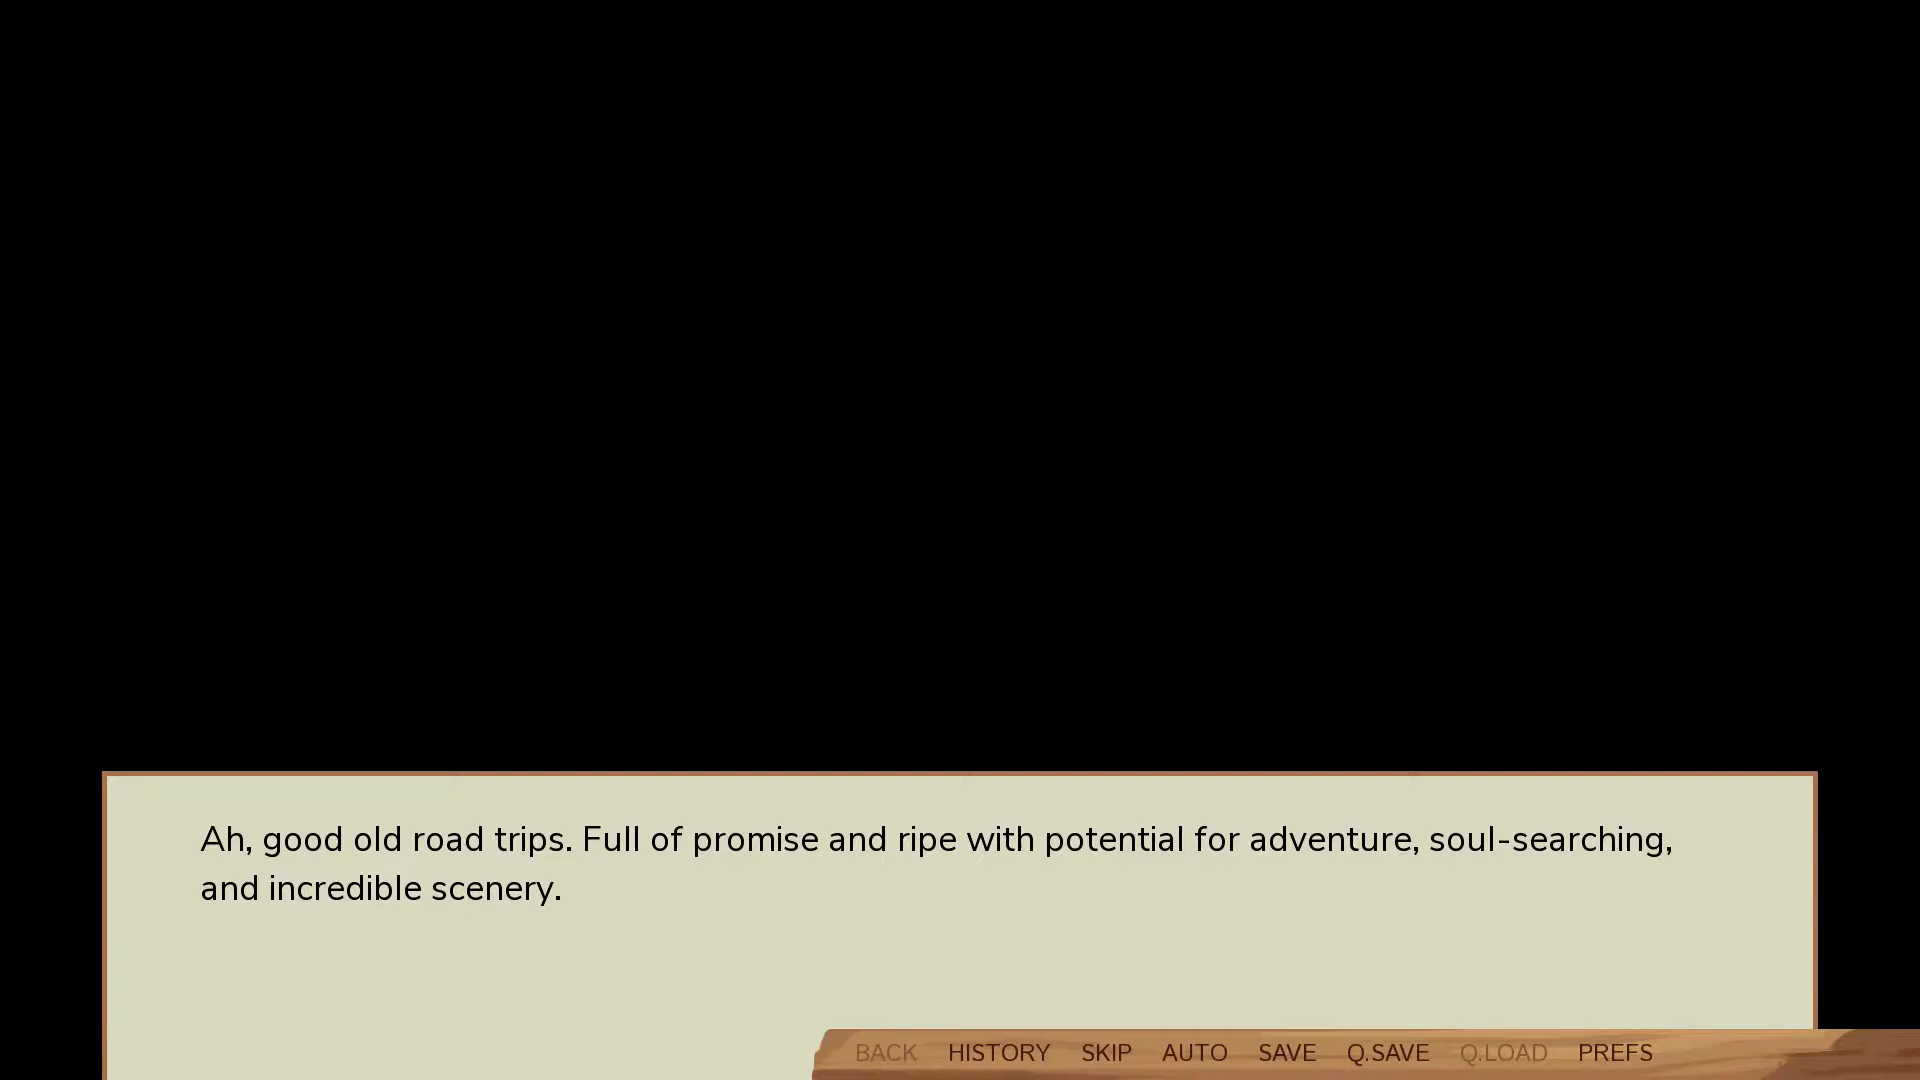 Ah, good old road trips. Full of promise and ripe with potential for adventure, soul-searching,
and incredible scenery.
BACK HISTORY SKIP AUTO SAVE Q.SAVE Q.LOAD PREFS